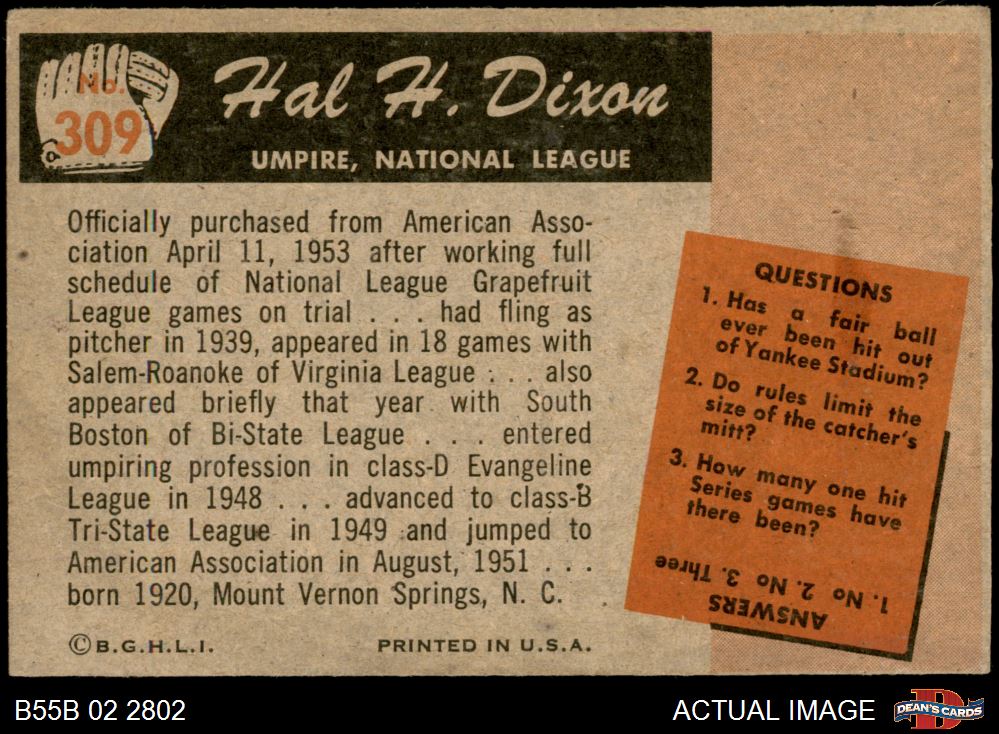 No.
309
Hal H. Dixon
UMPIRE, NATIONAL LEAGUE
Officially purchased from American Asso-
ciation April 11, 1953 after working full
schedule of National League Grapefruit
League games on trial . . . had fling as
pitcher in 1939, appeared in 18 games with
Salem-Roanoke of Virginia League . . . also
appeared briefly that year with South
Boston of Bi-State League . . . entered
umpiring profession in class-D Evangeline
League in 1948 . . . advanced to class-B
Tri-State League in 1949 and jumped to
American Association in August, 1951 . . .
born 1920, Mount Vernon Springs, N. C.
©B.G.H.L.I.
PRINTED IN U.S.A.
QUESTIONS
1. Has a fair ball
ever been hit out
of Yankee Stadium?
2. Do rules limit the
size of the catcher's
mitt?
3. How many one hit
Series games have
there been?
ANSWERS
1. No 2. No 3. Three
B55B 02 2802
ACTUAL IMAGE
DEAN'S CARDS